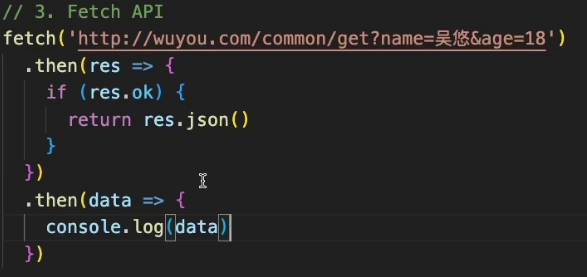 // 3. Fetch API
fetch('http://wuyou.com/common/get?name=吴悠&age=18')
  .then(res => {
    if (res.ok) {
      return res.json()
    }
  })
  .then(data => {
    console.log(data)
  })